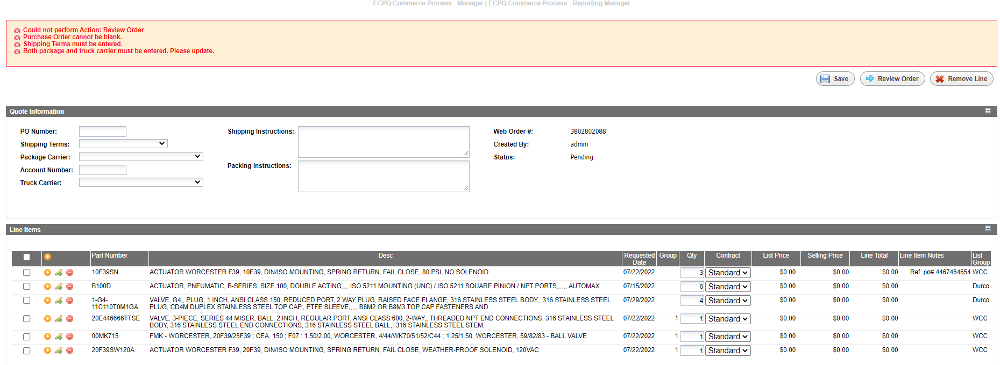 ECPQ Commerce Process - Manager | ECPQ Commerce Process - Reporting Manager
Could not perform Action: Review Order
Purchase Order cannot be blank.
Shipping Terms must be entered.
Both package and truck carrier must be entered. Please update.
Save Review Order Remove Line
Quote Information
PO Number: Shipping Instructions: Web Order #: 3802802088
Shipping Terms: Created By: admin
Package Carrier: Status: Pending
Account Number: Packing Instructions:
Truck Carrier:
Line Items
Part Number Desc Requested Date Group Qty Contract List Price Selling Price Line Total Line Item Notes List Group
10F39SN ACTUATOR WORCESTER F39, 10F39, DIN/ISO MOUNTING, SPRING RETURN, FAIL CLOSE, 80 PSI, NO SOLENOID 07/22/2022 3 Standard $0.00 $0.00 $0.00 Ref. po# 4467464654 WCC
B100D ACTUATOR, PNEUMATIC, B-SERIES, SIZE 100, DOUBLE ACTING,,,, ISO 5211 MOUNTING (UNC) / ISO 5211 SQUARE PINION / NPT PORTS,,,,,, AUTOMAX 07/15/2022 6 Standard $0.00 $0.00 $0.00 Durco
1-G4- VALVE, G4,, PLUG, 1 INCH, ANSI CLASS 150, REDUCED PORT, 2 WAY PLUG, RAISED FACE FLANGE, 316 STAINLESS STEEL BODY,, 316 STAINLESS STEEL 07/29/2022 4 Standard $0.00 $0.00 $0.00 Durco
11C110T0M1GA PLUG, CD4M DUPLEX STAINLESS STEEL TOP CAP,, PTFE SLEEVE,,,,, B8M2 OR B8M3 TOP CAP FASTENERS AND
20E446666TTSE VALVE, 3-PIECE, SERIES 44 MISER, BALL, 2 INCH, REGULAR PORT, ANSI CLASS 600, 2-WAY,, THREADED NPT END CONNECTIONS, 316 STAINLESS STEEL 07/22/2022 1 1 Standard $0.00 $0.00 $0.00 WCC
BODY, 316 STAINLESS STEEL END CONNECTIONS, 316 STAINLESS STEEL BALL,, 316 STAINLESS STEEL STEM,
00MK715 FMK - WORCESTER, 20F39/25F39 ; CEA, 150 ; F07 : 1.50/2.00, WORCESTER, 4/44/WK70/51/52/C44 ; 1.25/1.50, WORCESTER, 59/82/83 - BALL VALVE 07/22/2022 1 1 Standard $0.00 $0.00 $0.00 WCC
20F39SW120A ACTUATOR WORCESTER F39, 20F39, DIN/ISO MOUNTING, SPRING RETURN, FAIL CLOSE, WEATHER-PROOF SOLENOID, 120VAC 07/22/2022 1 1 Standard $0.00 $0.00 $0.00 WCC